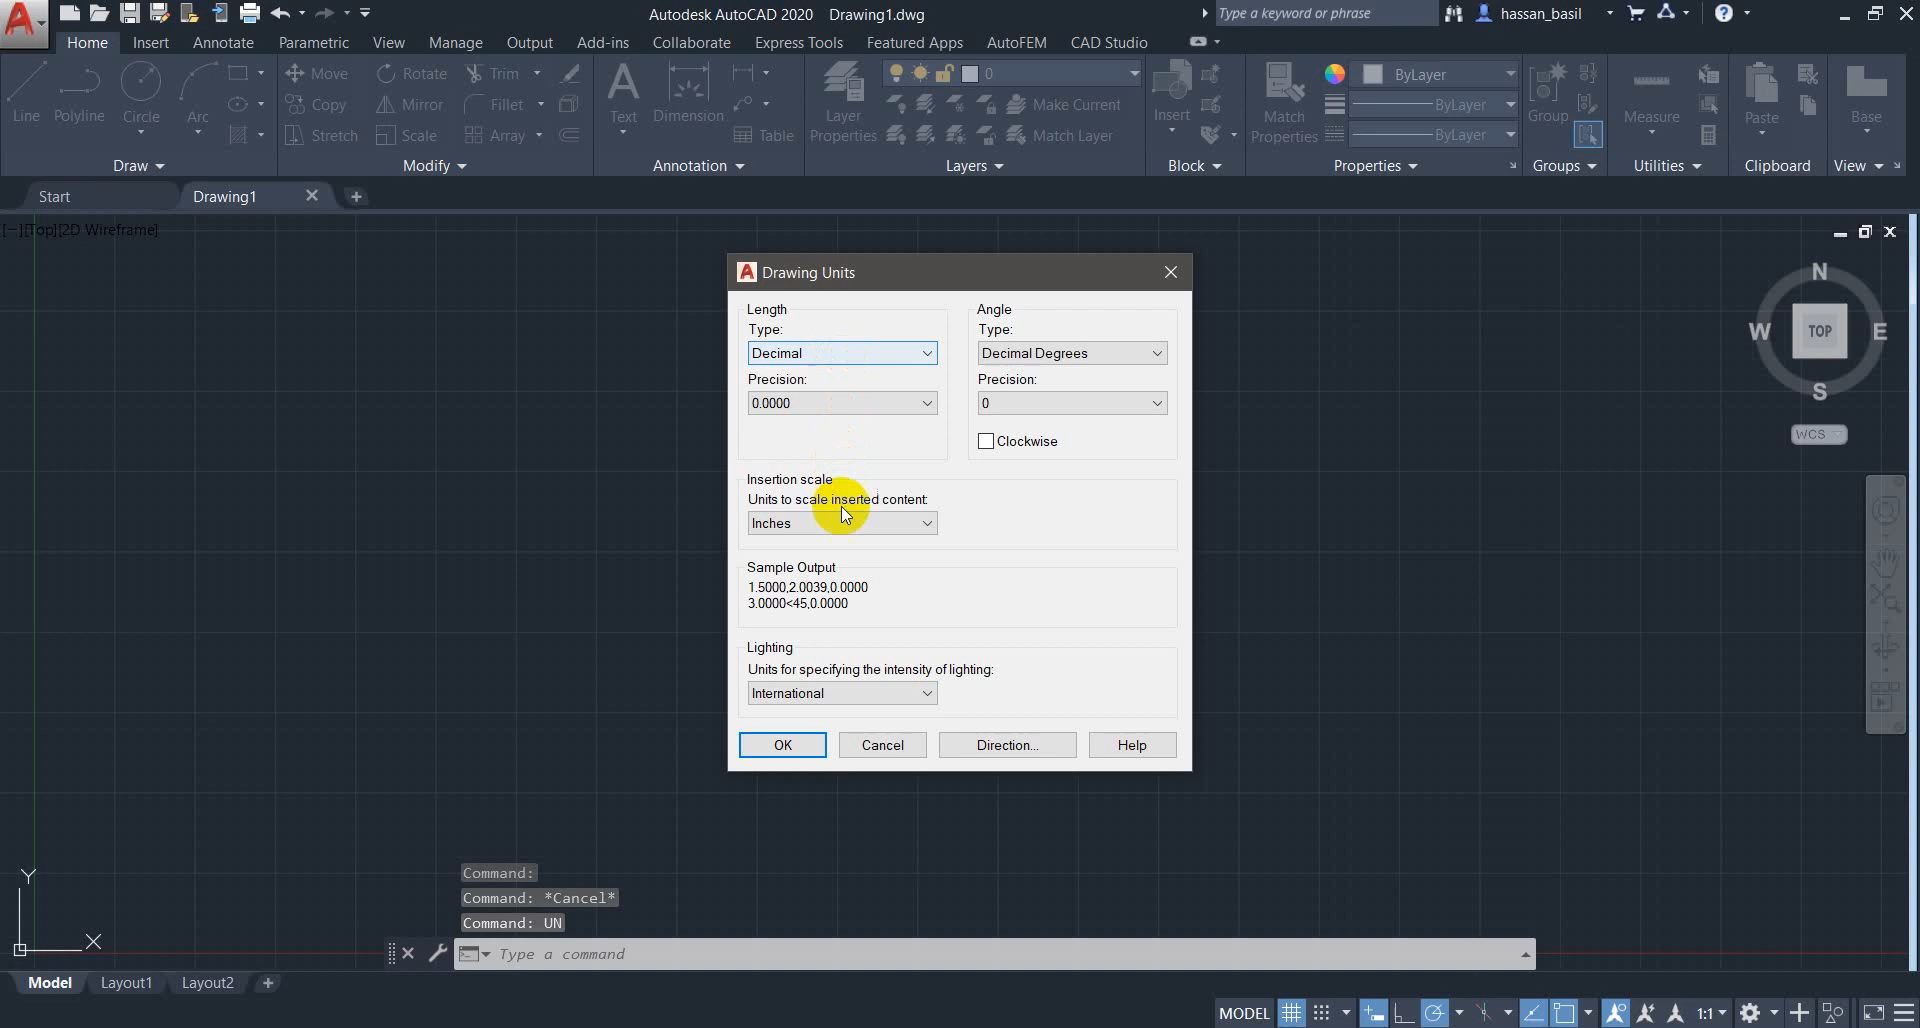 Autodesk AutoCAD 2020 Drawing1.dwg
Type a keyword or phrase
hassan_basil
Home Insert Annotate Parametric View Manage Output Add-ins Collaborate Express Tools Featured Apps AutoFEM CAD Studio
Line Polyline Circle Arc
Move Rotate Trim
Copy Mirror Fillet
Stretch Scale Array
Text Dimension Table
Layer Properties
0
Make Current
Match Layer
Insert
Match Properties
ByLayer
ByLayer
ByLayer
Group
Measure
Paste
Base
Draw Modify Annotation Layers Block Properties Groups Utilities Clipboard View
Start Drawing1
[−][Top][2D Wireframe]
N
W TOP E
S
WCS
Drawing Units
Length
Type:
Decimal
Precision:
0.0000
Angle
Type:
Decimal Degrees
Precision:
0
Clockwise
Insertion scale
Units to scale inserted content:
Inches
Sample Output
1.5000,2.0039,0.0000
3.0000<45,0.0000
Lighting
Units for specifying the intensity of lighting:
International
OK Cancel Direction... Help
Y
X
Command:
Command: *Cancel*
Command: UN
Type a command
Model Layout1 Layout2
MODEL 1:1